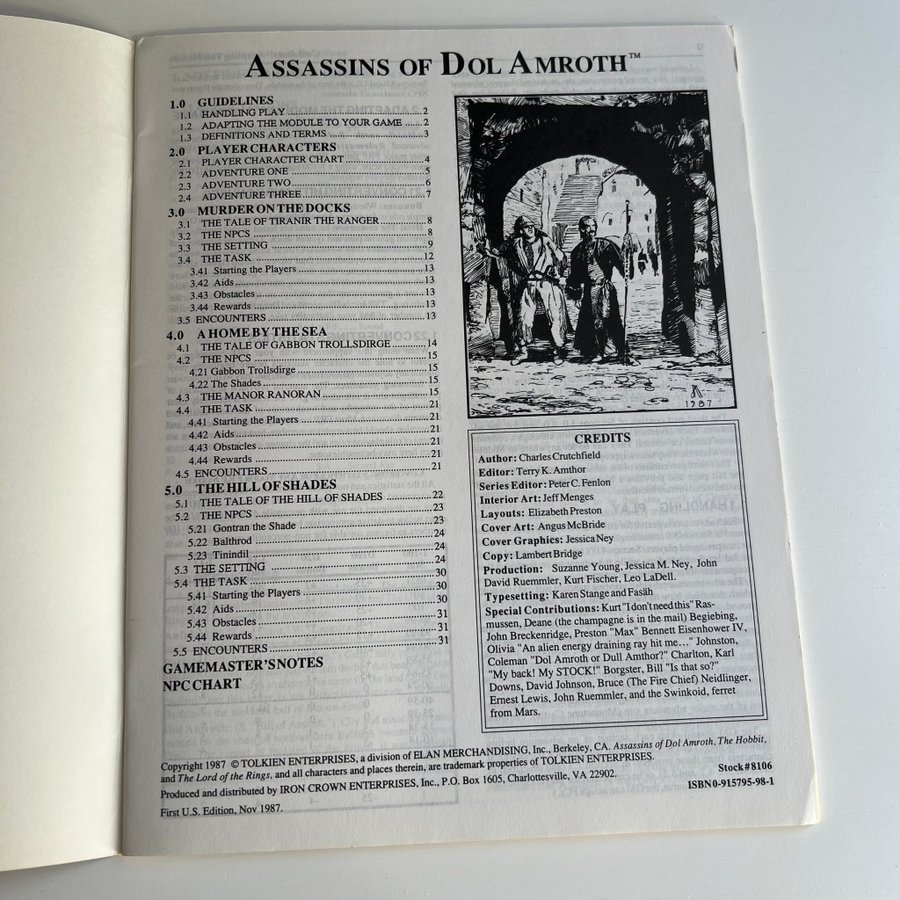 ASSASSINS OF DOL AMROTH™
1.0 GUIDELINES
1.1 HANDLING PLAY ... 2
1.2 ADAPTING THE MODULE TO YOUR GAME ... 2
1.3 DEFINITIONS AND TERMS ... 3
2.0 PLAYER CHARACTERS
2.1 PLAYER CHARACTER CHART ... 4
2.2 ADVENTURE ONE ... 5
2.3 ADVENTURE TWO ... 6
2.4 ADVENTURE THREE ... 7
3.0 MURDER ON THE DOCKS
3.1 THE TALE OF TIRANIR THE RANGER ... 8
3.2 THE NPCS ... 8
3.3 THE SETTING ... 9
3.4 THE TASK ... 12
3.41 Starting the Players ... 13
3.42 Aids ... 13
3.43 Obstacles ... 13
3.44 Rewards ... 13
3.5 ENCOUNTERS ... 13
4.0 A HOME BY THE SEA
4.1 THE TALE OF GABBON TROLLSDIRGE ... 14
4.2 THE NPCS ... 15
4.21 Gabbon Trollsdirge ... 15
4.22 The Shades ... 15
4.3 THE MANOR RANORAN ... 15
4.4 THE TASK ... 21
4.41 Starting the Players ... 21
4.42 Aids ... 21
4.43 Obstacles ... 21
4.44 Rewards ... 21
4.5 ENCOUNTERS ... 21
5.0 THE HILL OF SHADES
5.1 THE TALE OF THE HILL OF SHADES ... 22
5.2 THE NPCS ... 23
5.21 Gontran the Shade ... 23
5.22 Balthrod ... 24
5.23 Tinindil ... 24
5.3 THE SETTING ... 24
5.4 THE TASK ... 30
5.41 Starting the Players ... 30
5.42 Aids ... 30
5.43 Obstacles ... 31
5.44 Rewards ... 31
5.5 ENCOUNTERS ... 31
GAMEMASTER'S NOTES
NPC CHART
1987
CREDITS
Author: Charles Crutchfield
Editor: Terry K. Amthor
Series Editor: Peter C. Fenlon
Interior Art: Jeff Menges
Layouts: Elizabeth Preston
Cover Art: Angus McBride
Cover Graphics: Jessica Ney
Copy: Lambert Bridge
Production: Suzanne Young, Jessica M. Ney, John
David Ruemmler, Kurt Fischer, Leo LaDell.
Typesetting: Karen Stange and Fasäh
Special Contributions: Kurt "I don't need this" Ras-
mussen, Deane (the champagne is in the mail) Begiebing,
John Breckenridge, Preston "Max" Bennett Eisenhower IV,
Olivia "An alien energy draining ray hit me..." Johnston,
Coleman "Dol Amroth or Dull Amthor?" Charlton, Karl
"My back! My STOCK!" Borgster, Bill "Is that so?"
Downs, David Johnson, Bruce (The Fire Chief) Neidlinger,
Ernest Lewis, John Ruemmler, and the Swinkoid, ferret
from Mars.
Copyright 1987 © TOLKIEN ENTERPRISES, a division of ELAN MERCHANDISING, Inc., Berkeley, CA. Assassins of Dol Amroth, The Hobbit,
and The Lord of the Rings, and all characters and places therein, are trademark properties of TOLKIEN ENTERPRISES.
Produced and distributed by IRON CROWN ENTERPRISES, Inc., P.O. Box 1605, Charlottesville, VA 22902.
Stock #8106
First U.S. Edition, Nov 1987.
ISBN 0-915795-98-1